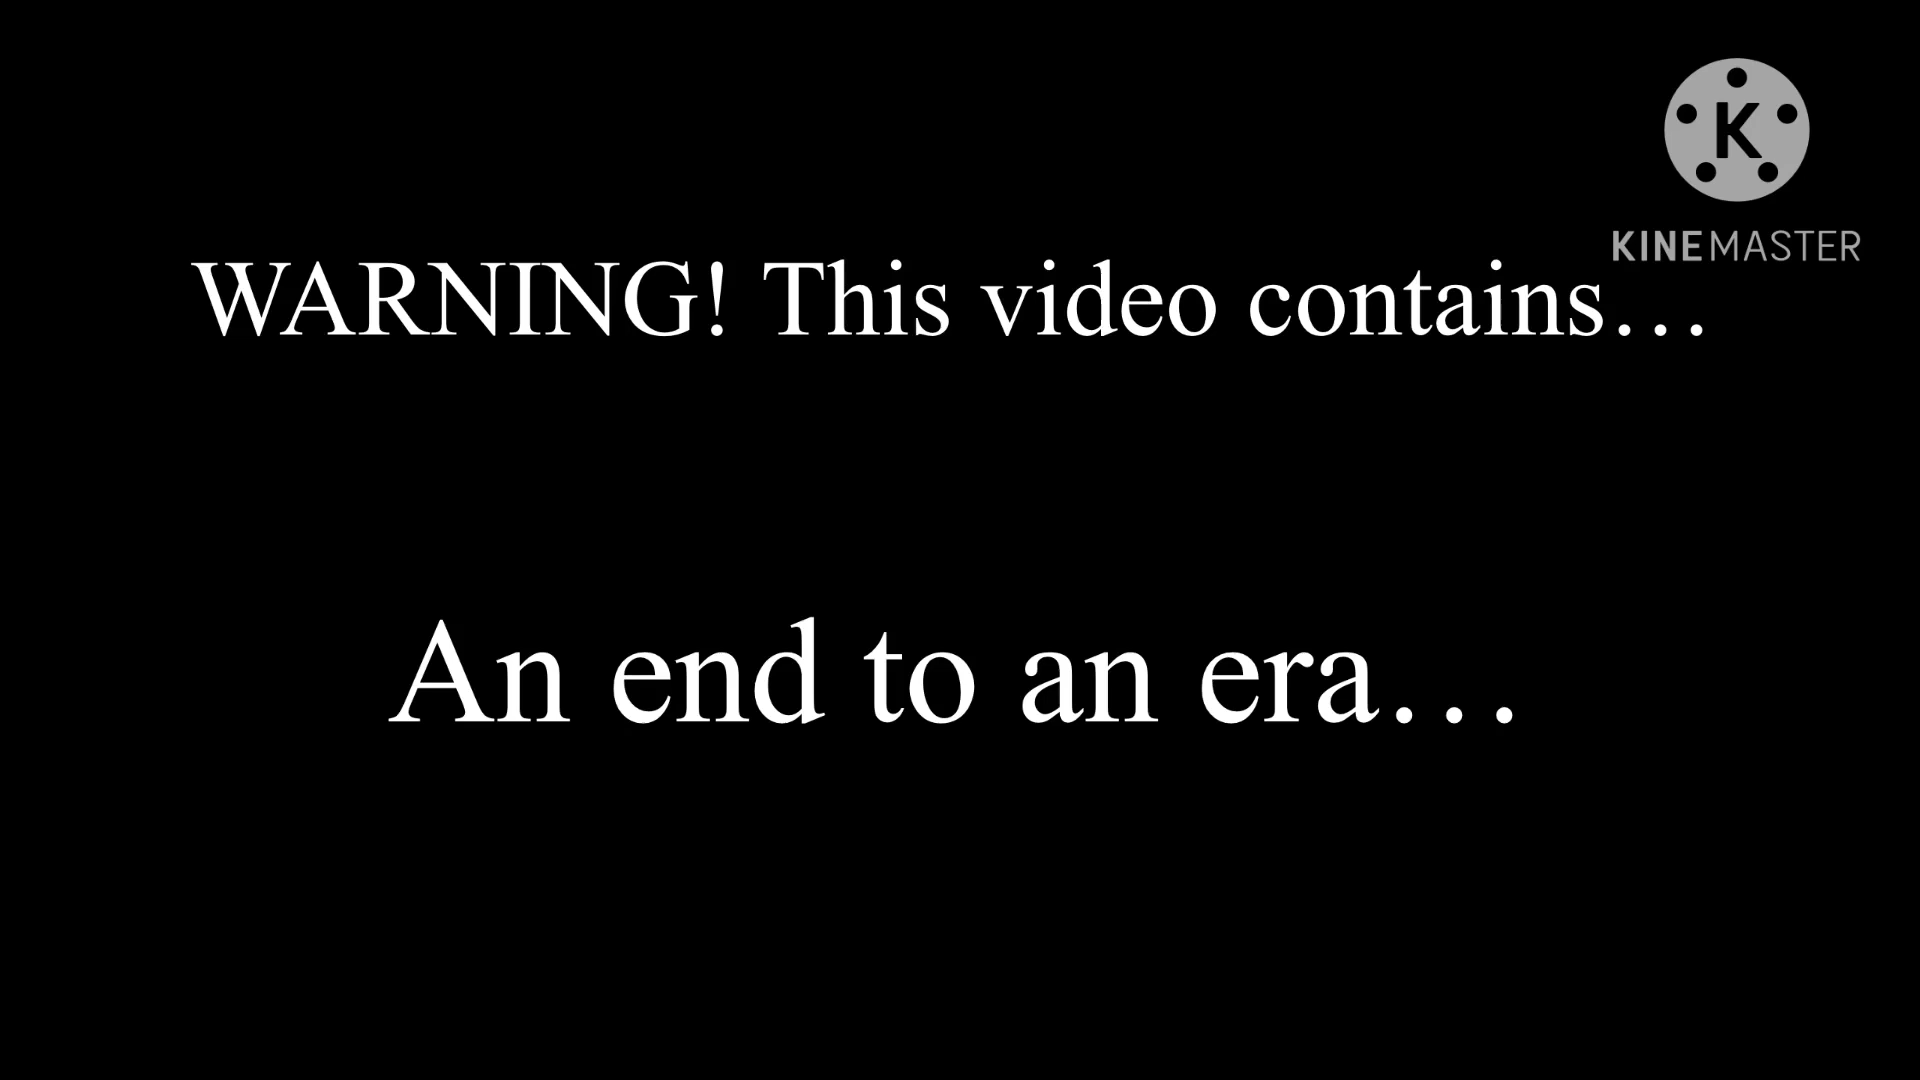 K
KINEMASTER
WARNING! This video contains…
An end to an era…